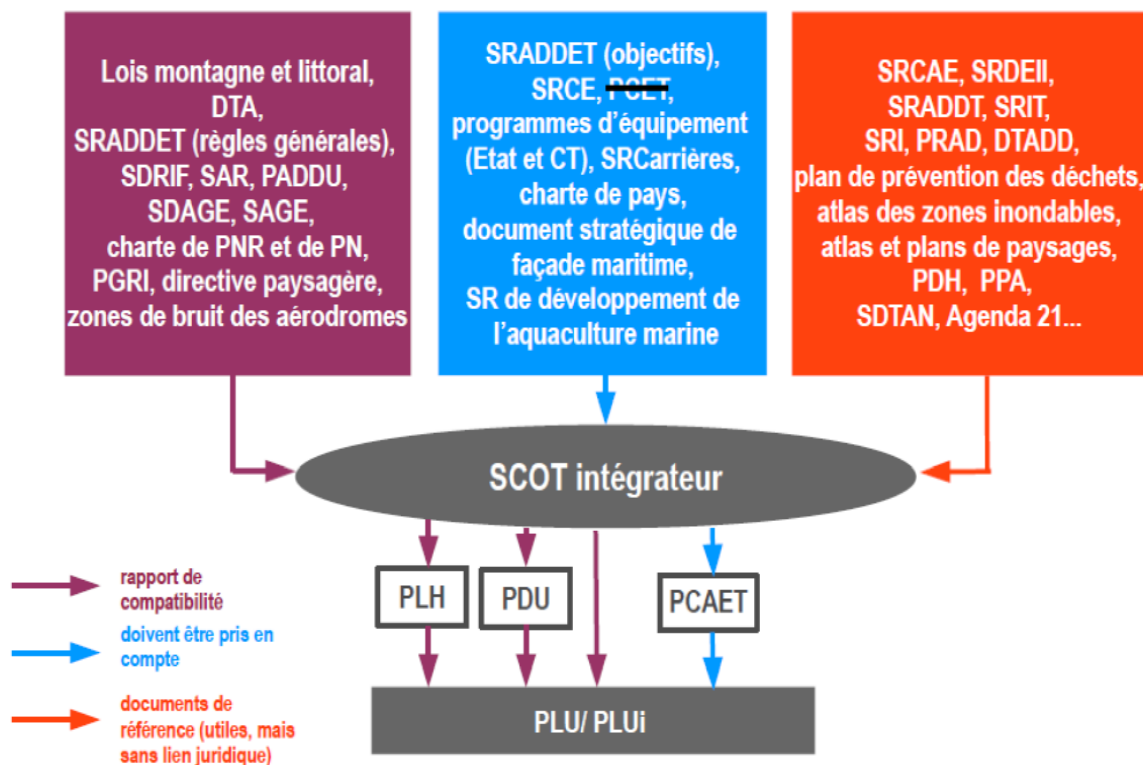 Lois montagne et littoral,
DTA,
SRADDET (règles générales),
SDRIF, SAR, PADDU,
SDAGE, SAGE,
charte de PNR et de PN,
PGRI, directive paysagère,
zones de bruit des aérodromes
SRADDET (objectifs),
SRCE, PCET,
programmes d'équipement
(Etat et CT), SRCarrières,
charte de pays,
document stratégique de
façade maritime,
SR de développement de
l'aquaculture marine
SRCAE, SRDEII,
SRADDT, SRIT,
SRI, PRAD, DTADD,
plan de prévention des déchets,
atlas des zones inondables,
atlas et plans de paysages,
PDH, PPA,
SDTAN, Agenda 21...
SCOT intégrateur
PLH
PDU
PCAET
PLU/ PLUi
rapport de
compatibilité
doivent être pris en
compte
documents de
référence (utiles, mais
sans lien juridique)